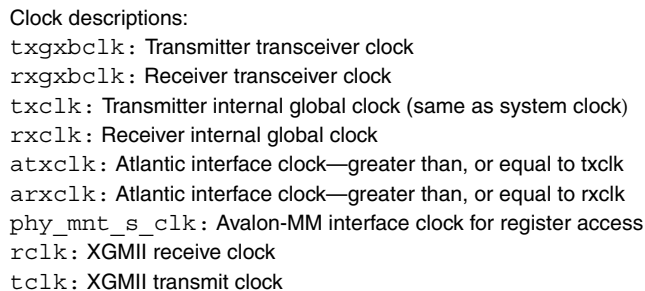 Clock descriptions:
txgxbclk: Transmitter transceiver clock
rxgxbclk: Receiver transceiver clock
txclk: Transmitter internal global clock (same as system clock)
rxclk: Receiver internal global clock
atxclk: Atlantic interface clock—greater than, or equal to txclk
arxclk: Atlantic interface clock—greater than, or equal to rxclk
phy_mnt_s_clk: Avalon-MM interface clock for register access
rclk: XGMII receive clock
tclk: XGMII transmit clock